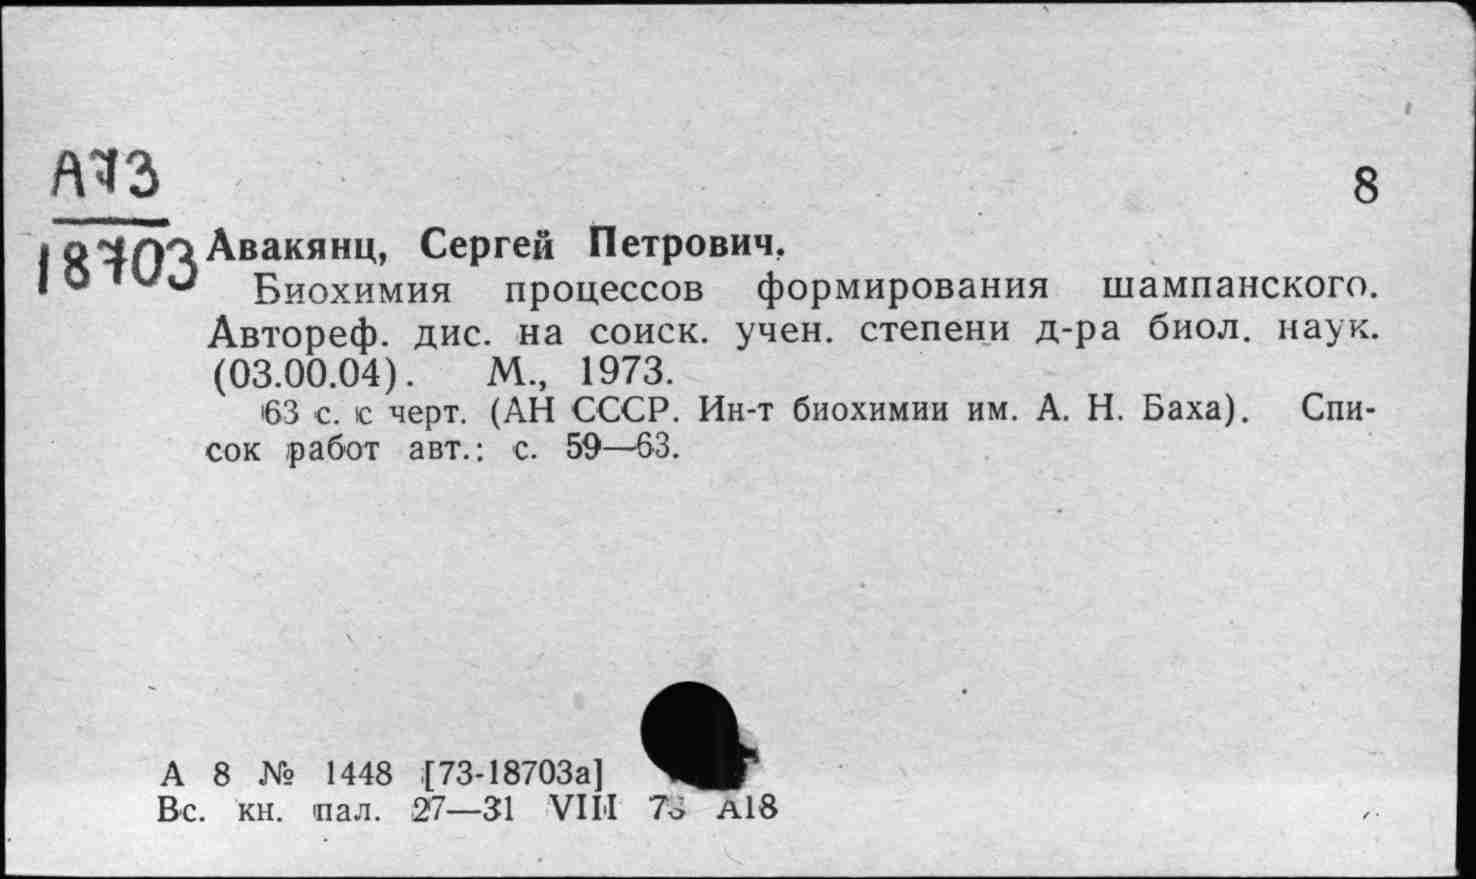 А73
8
18703
Авакянц, Сергей Петрович.
Биохимия процессов формирования шампанского.
Автореф. дис. на соиск. учен. степени д-ра биол. наук.
(03.00.04). М., 1973.
63 с. с черт. (АН СССР. Ин-т биохимии им. А. Н. Баха). Спи-
сок работ авт.: с. 59—63.
А 8 № 1448 [73-18703а]
Вс. кн. пал. 27—31 VIII 73 А18